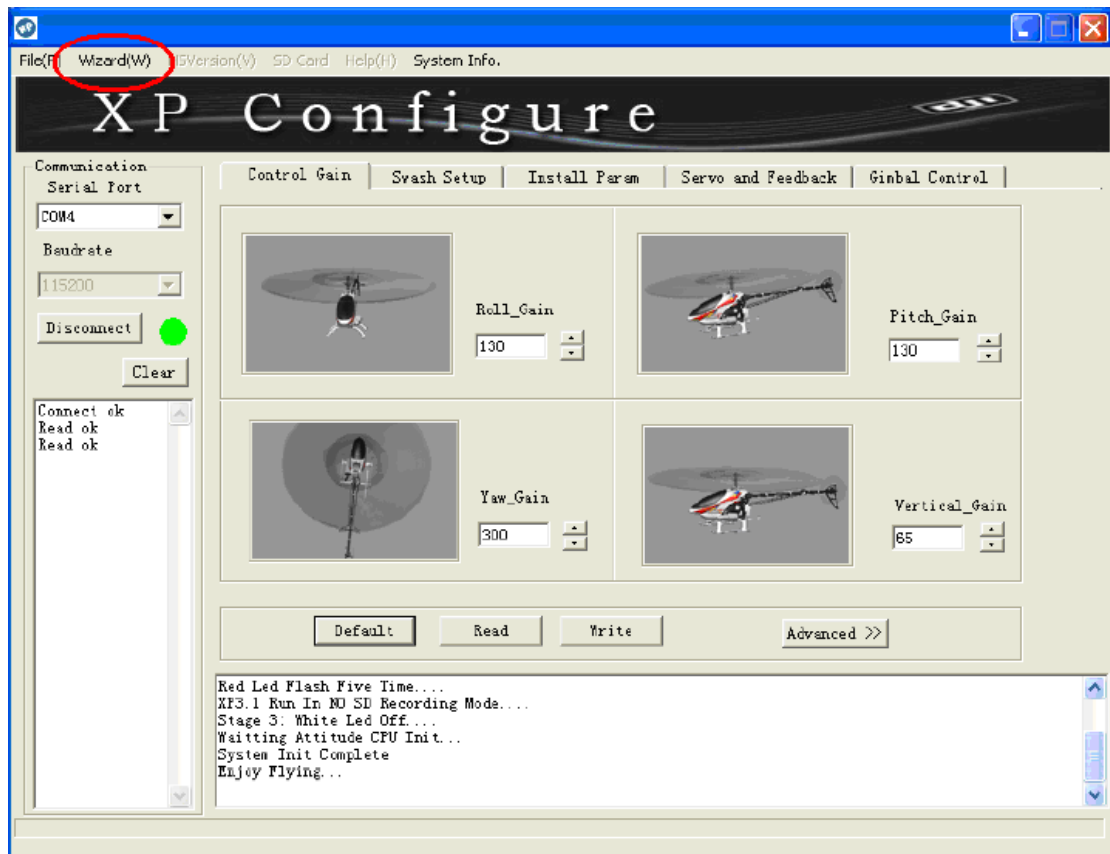 File(F) Wizard(W) Version(V) SD Card Help(H) System Info.
XP Configure
Communication
Serial Port
COM4
Baudrate
115200
Disconnect
Clear
Connect ok
Read ok
Read ok
Control Gain Swash Setup Install Param Servo and Feedback Gimbal Control
Roll_Gain
130
Pitch_Gain
130
Yaw_Gain
300
Vertical_Gain
65
Default Read Write Advanced >>
Red Led Flash Five Time....
XP3.1 Run In NO SD Recording Mode....
Stage 3: White Led Off....
Waitting Attitude CPU Init...
System Init Complete
Enjoy Flying...